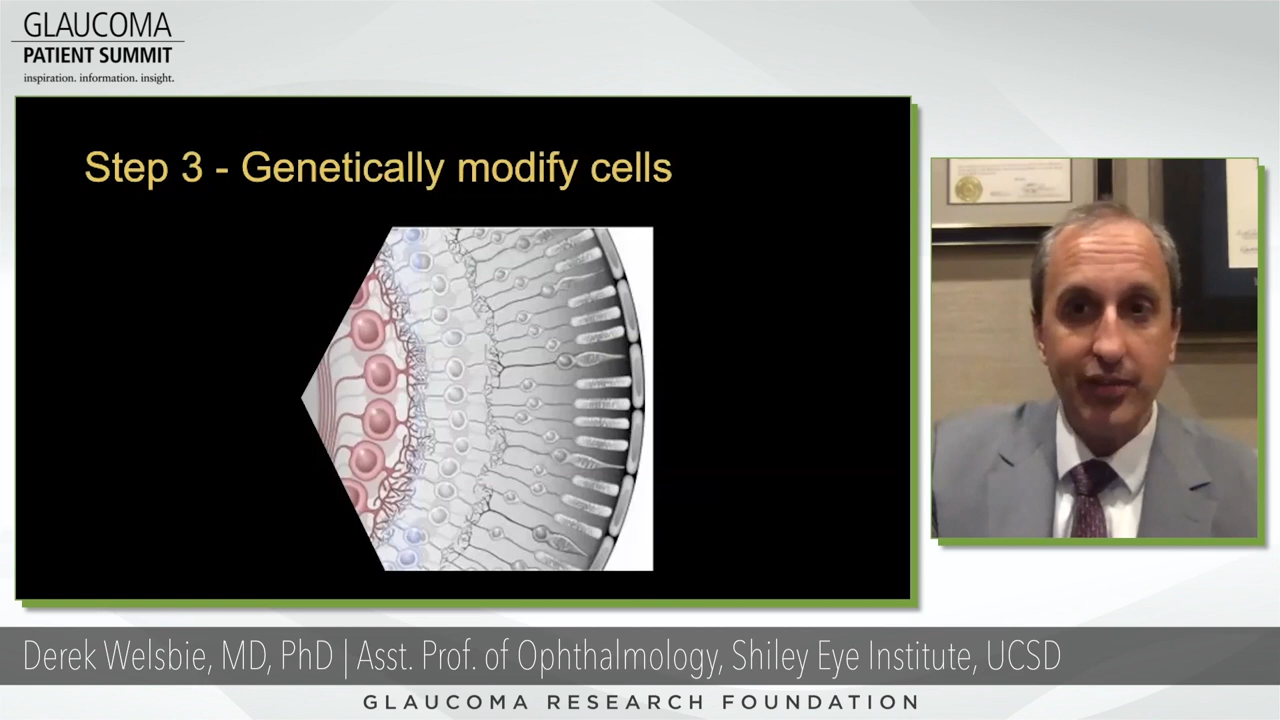 GLAUCOMA
PATIENT SUMMIT
inspiration. information. insight.
Step 3 - Genetically modify cells
Derek Welsbie, MD, PhD | Asst. Prof. of Ophthalmology, Shiley Eye Institute, UCSD
GLAUCOMA RESEARCH FOUNDATION